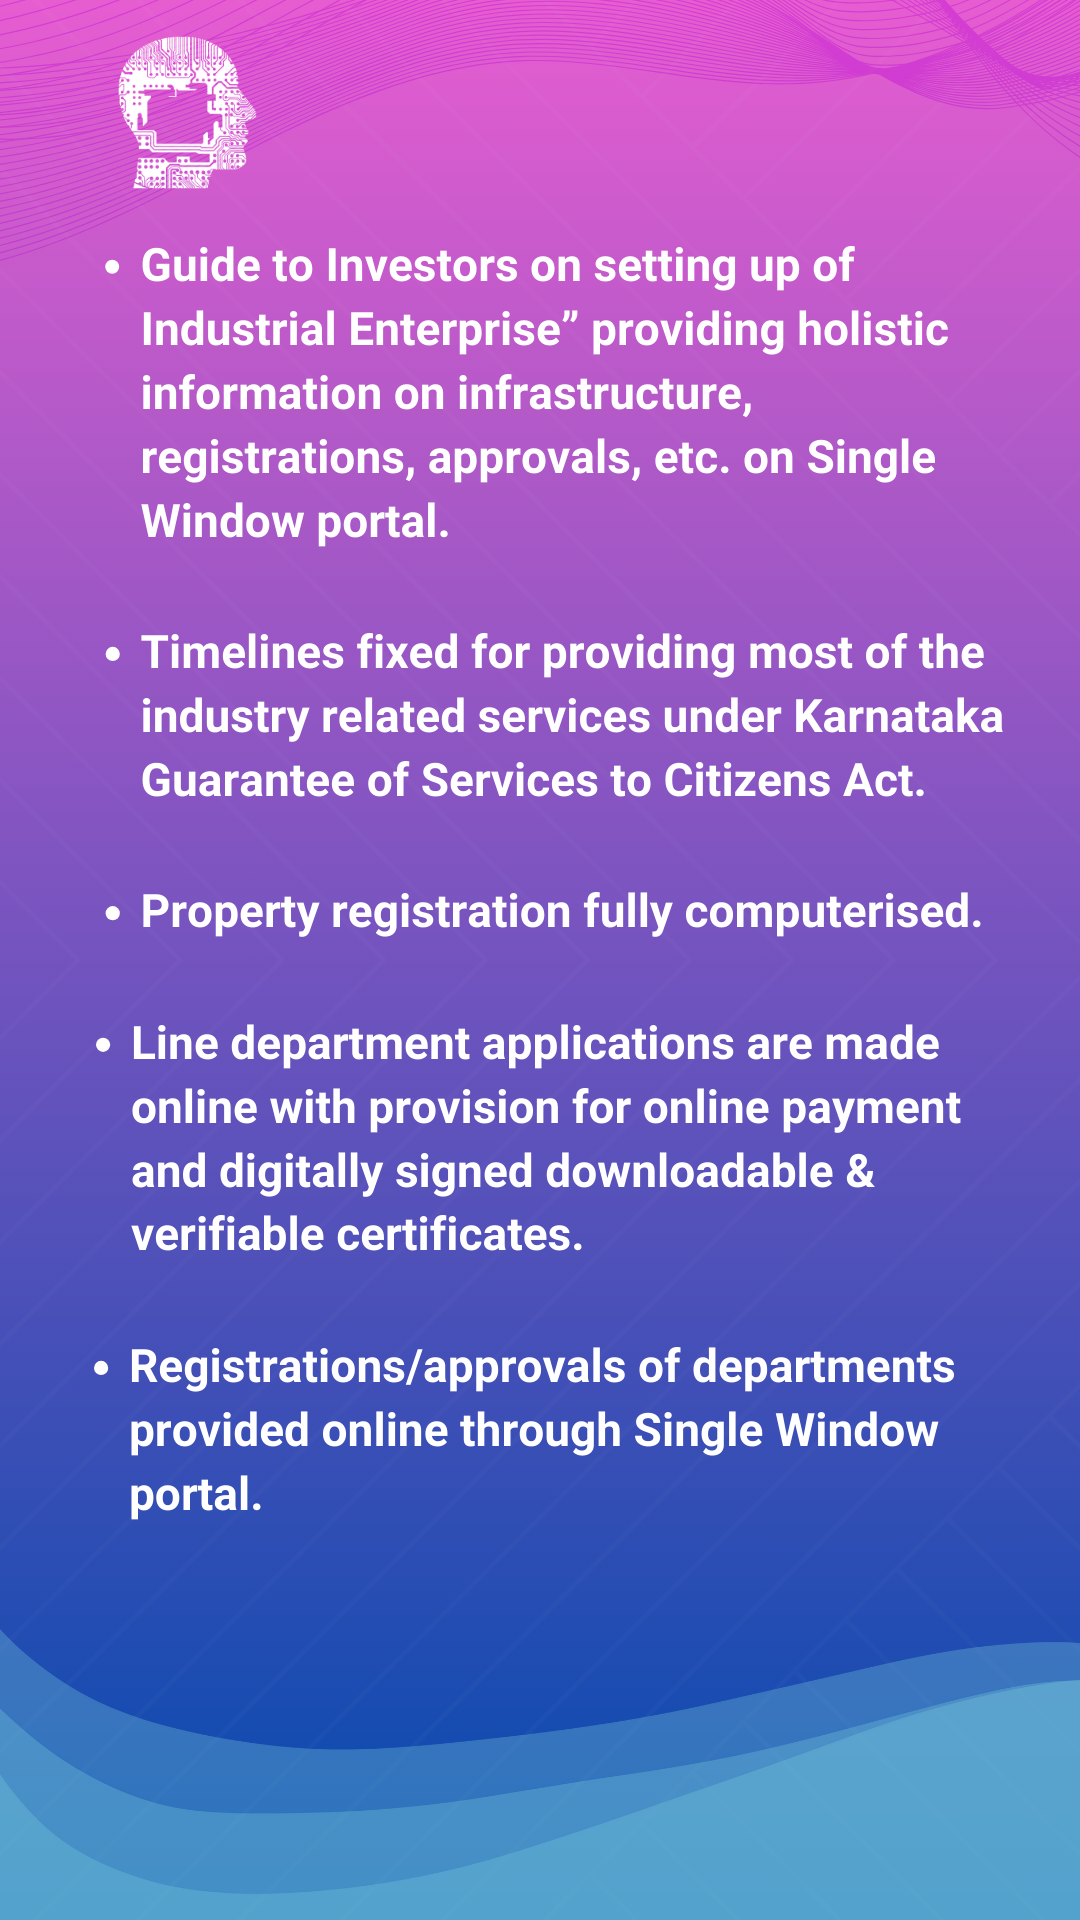 • Guide to Investors on setting up of
Industrial Enterprise” providing holistic
information on infrastructure,
registrations, approvals, etc. on Single
Window portal.
• Timelines fixed for providing most of the
industry related services under Karnataka
Guarantee of Services to Citizens Act.
• Property registration fully computerised.
• Line department applications are made
online with provision for online payment
and digitally signed downloadable &
verifiable certificates.
• Registrations/approvals of departments
provided online through Single Window
portal.